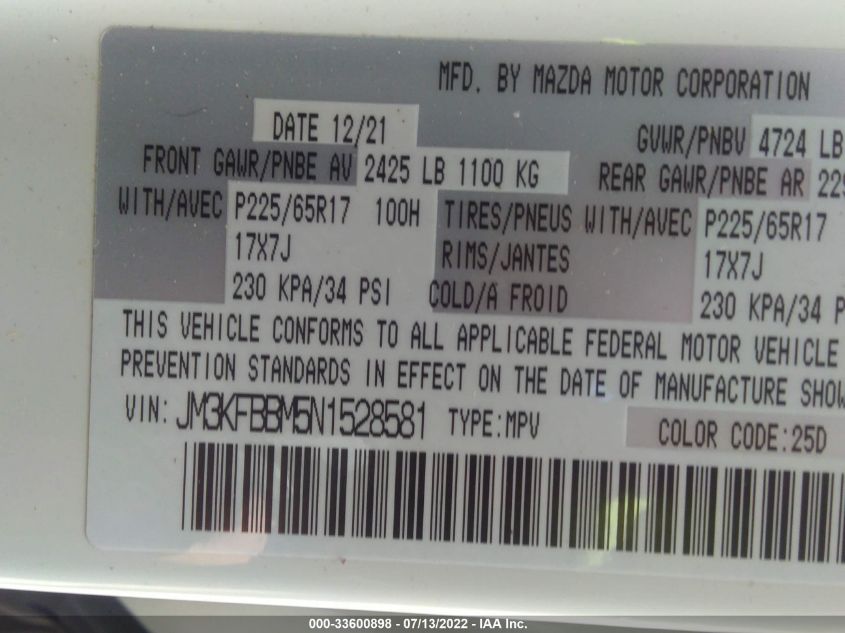 MFD. BY MAZDA MOTOR CORPORATION
DATE 12/21
GVWR/PNBV 4724 LB
FRONT GAWR/PNBE AV 2425 LB 1100 KG
REAR GAWR/PNBE AR 229
WITH/AVEC P225/65R17 100H TIRES/PNEUS WITH/AVEC P225/65R17
17X7J RIMS/JANTES 17X7J
230 KPA/34 PSI COLD/A FROID 230 KPA/34 P
THIS VEHICLE CONFORMS TO ALL APPLICABLE FEDERAL MOTOR VEHICLE
PREVENTION STANDARDS IN EFFECT ON THE DATE OF MANUFACTURE SHOW
VIN: JM3KFBBM5N1528581 TYPE:MPV COLOR CODE:25D
000-33600898 - 07/13/2022 - IAA Inc.